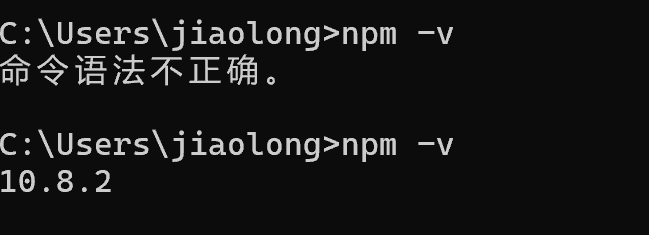 C:\Users\jiaolong>npm -v
命令语法不正确。
C:\Users\jiaolong>npm -v
10.8.2